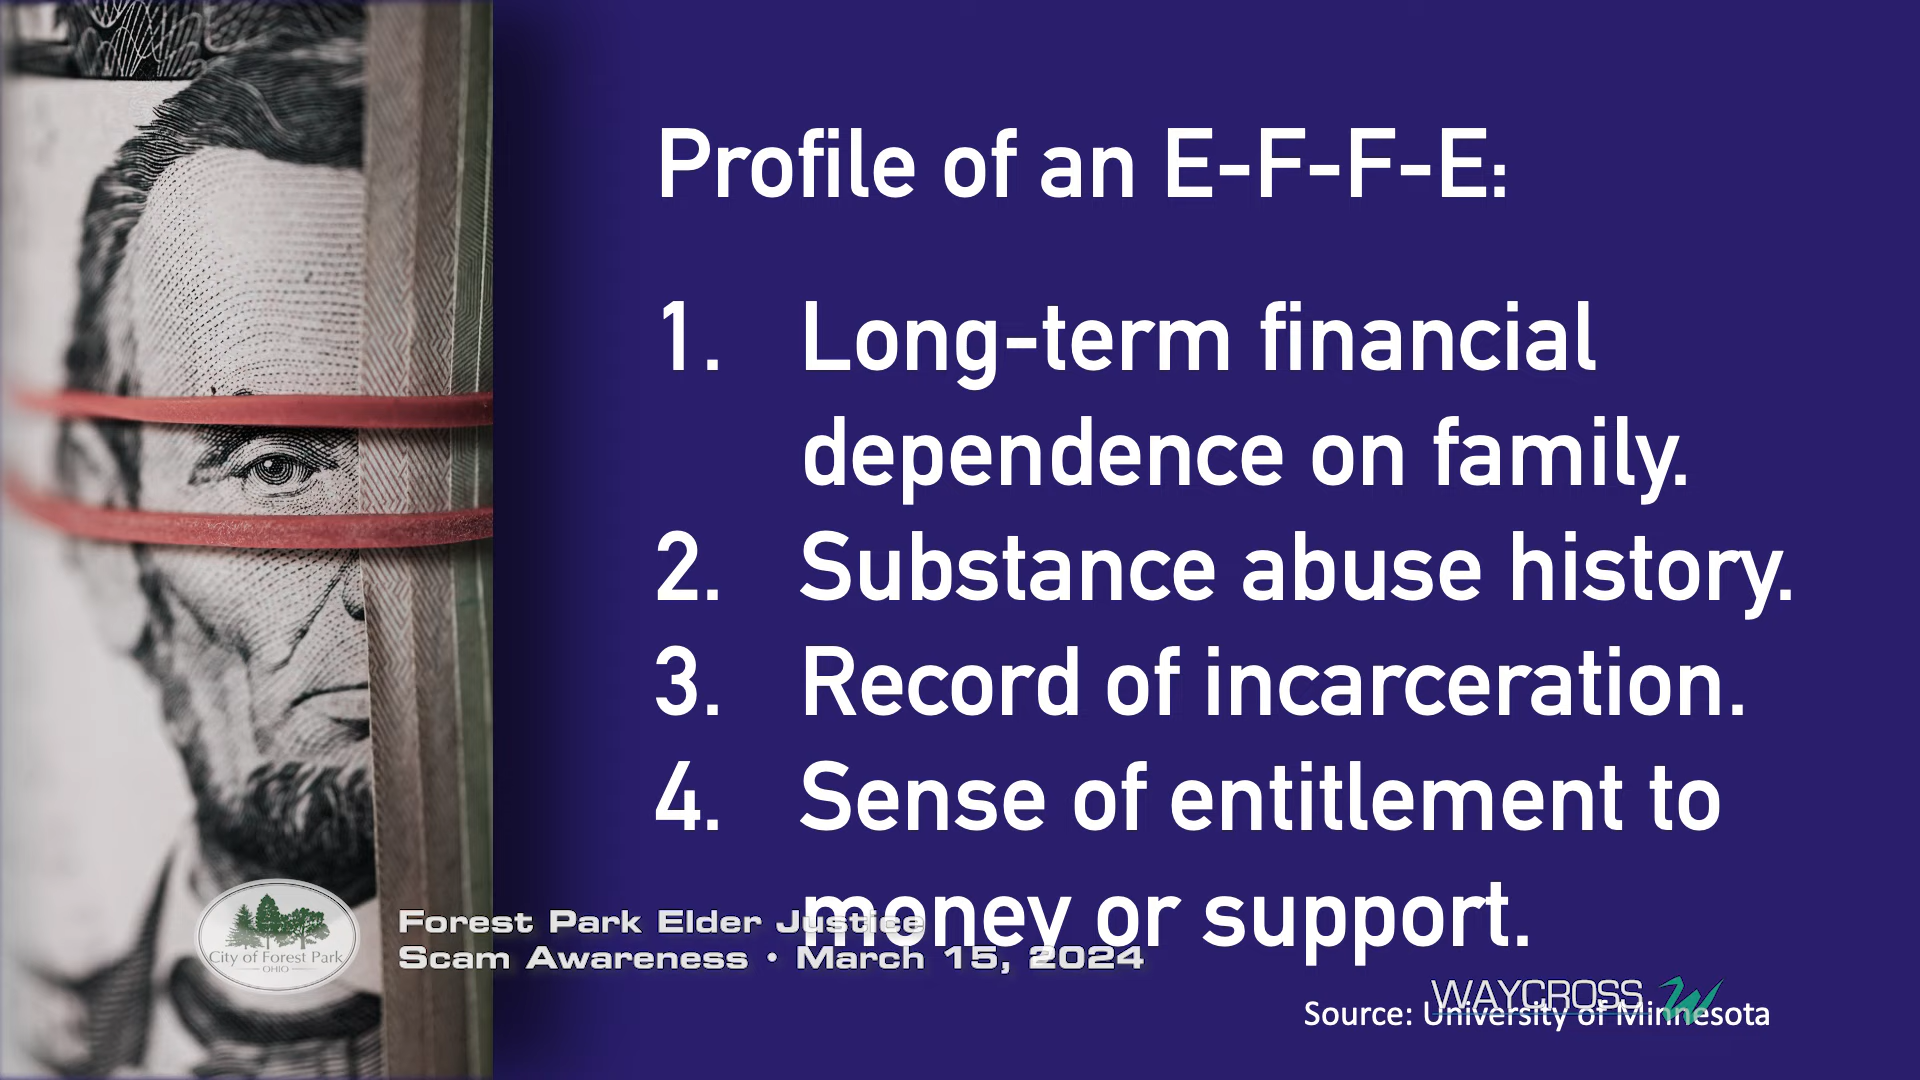 Profile of an E-F-F-E:
1. Long-term financial
dependence on family.
2. Substance abuse history.
3. Record of incarceration.
4. Sense of entitlement to
money or support.
Forest Park Elder Justice
Scam Awareness • March 15, 2024
City of Forest Park
OHIO
WAYCROSS
Source: University of Minnesota